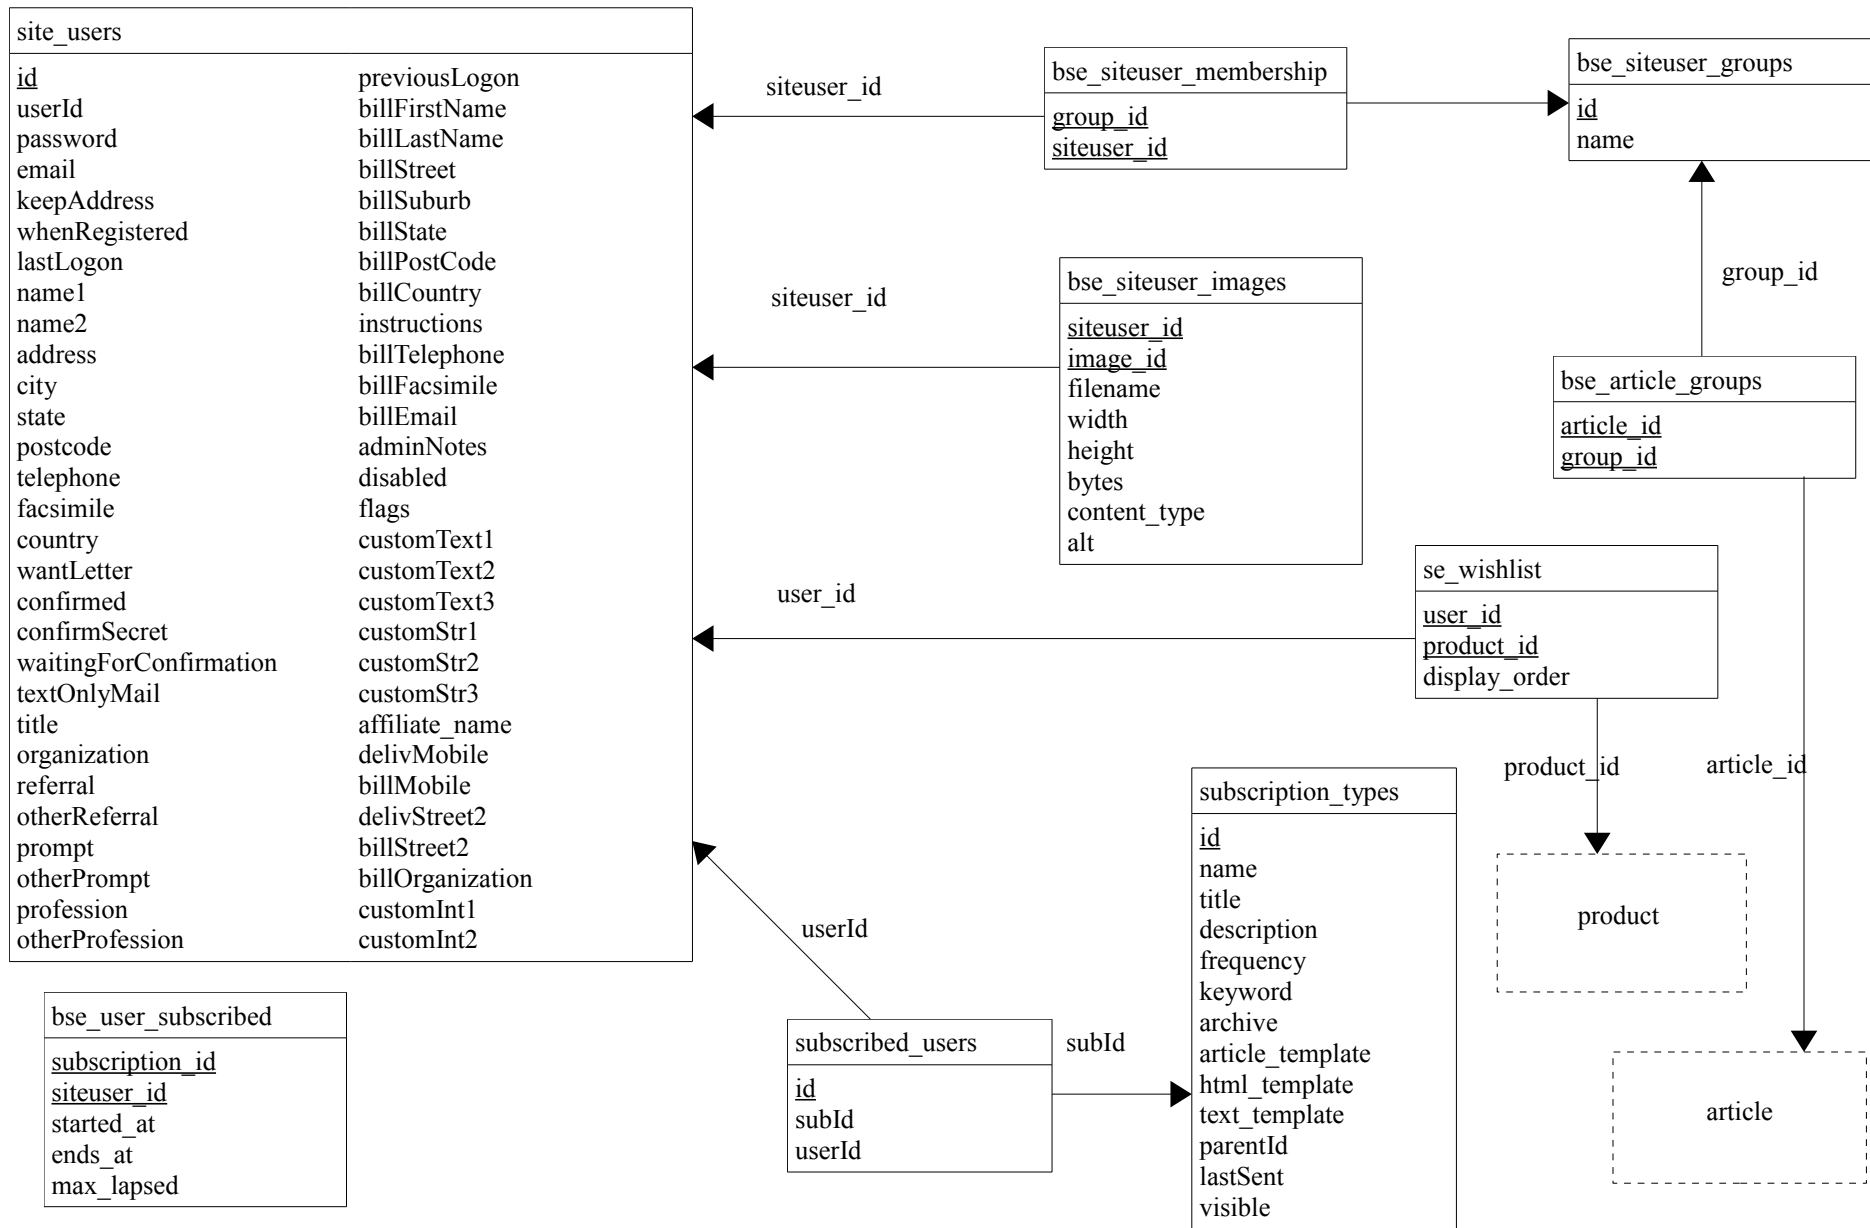 site_users
id
userId
password
email
keepAddress
whenRegistered
lastLogon
name1
name2
address
city
state
postcode
telephone
facsimile
country
wantLetter
confirmed
confirmSecret
waitingForConfirmation
textOnlyMail
title
organization
referral
otherReferral
prompt
otherPrompt
profession
otherProfession
previousLogon
billFirstName
billLastName
billStreet
billSuburb
billState
billPostCode
billCountry
instructions
billTelephone
billFacsimile
billEmail
adminNotes
disabled
flags
customText1
customText2
customText3
customStr1
customStr2
customStr3
affiliate_name
delivMobile
billMobile
delivStreet2
billStreet2
billOrganization
customInt1
customInt2
siteuser_id
bse_siteuser_membership
group_id
siteuser_id
bse_siteuser_groups
id
name
siteuser_id
bse_siteuser_images
siteuser_id
image_id
filename
width
height
bytes
content_type
alt
group_id
bse_article_groups
article_id
group_id
user_id
se_wishlist
user_id
product_id
display_order
product_id
article_id
product
article
subscription_types
id
name
title
description
frequency
keyword
archive
article_template
html_template
text_template
parentId
lastSent
visible
userId
subscribed_users
id
subId
userId
subId
bse_user_subscribed
subscription_id
siteuser_id
started_at
ends_at
max_lapsed